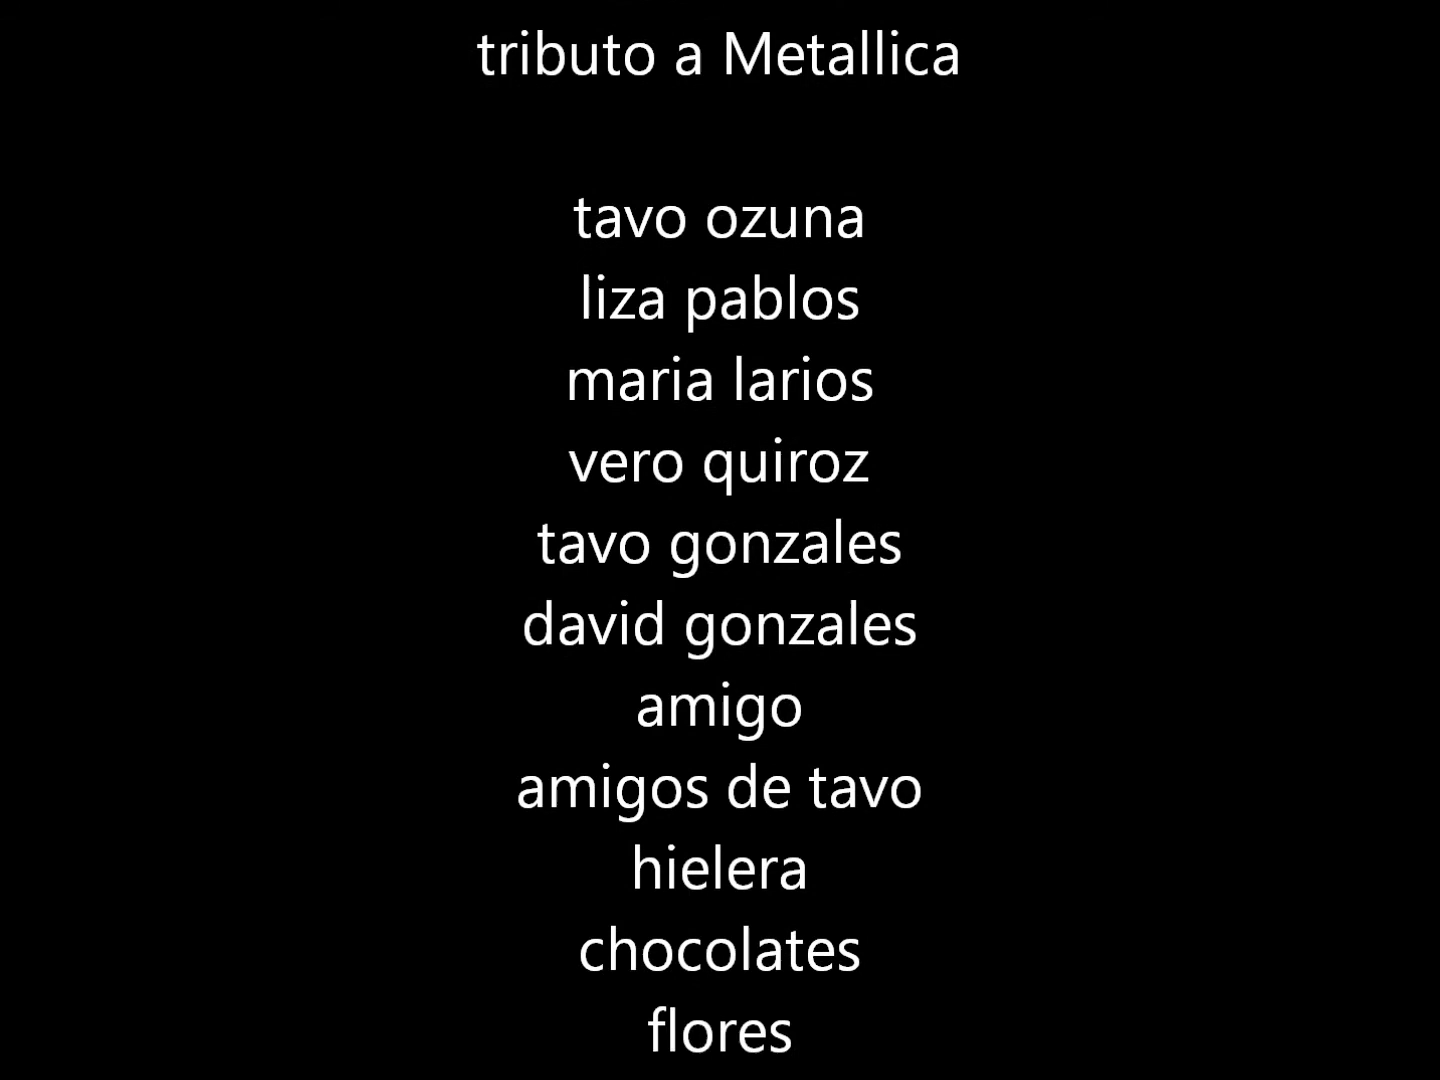 tributo a Metallica
tavo ozuna
liza pablos
maria larios
vero quiroz
tavo gonzales
david gonzales
amigo
amigos de tavo
hielera
chocolates
flores